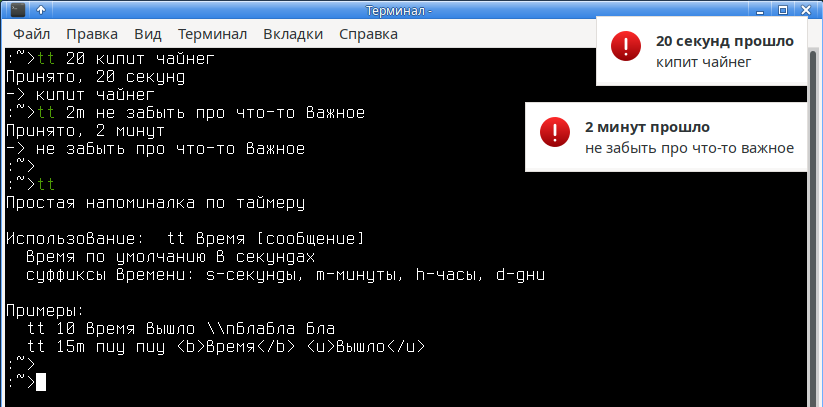 Терминал -
Файл Правка Вид Терминал Вкладки Справка
:~>tt 20 кипит чайнег
Принято, 20 секунд
-> кипит чайнег
:~>tt 2m не забыть про что-то важное
Принято, 2 минут
-> не забыть про что-то важное
:~>
:~>tt
Простая напоминалка по таймеру
Использование:  tt время [сообщение]
  время по умолчанию в секундах
  суффиксы времени: s-секунды, m-минуты, h-часы, d-дни
Примеры:
  tt 10 Время вышло \\nблабла бла
  tt 15m пиу пиу <b>время</b> <u>вышло</u>
:~>
:~>
20 секунд прошло
кипит чайнег
2 минут прошло
не забыть про что-то важное